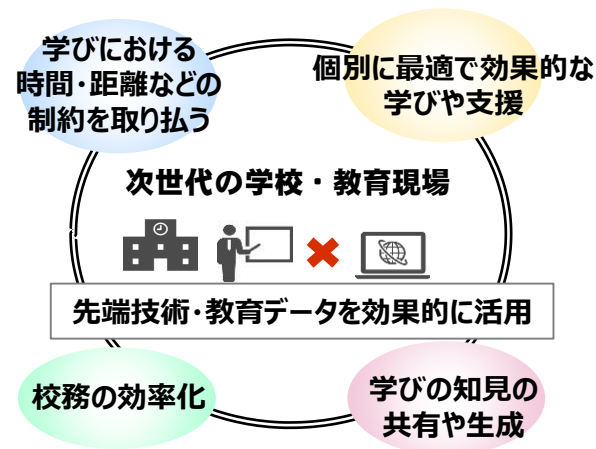 学びにおける
時間・距離などの
制約を取り払う
個別に最適で効果的な
学びや支援
次世代の学校・教育現場
先端技術・教育データを効果的に活用
校務の効率化
学びの知見の
共有や生成